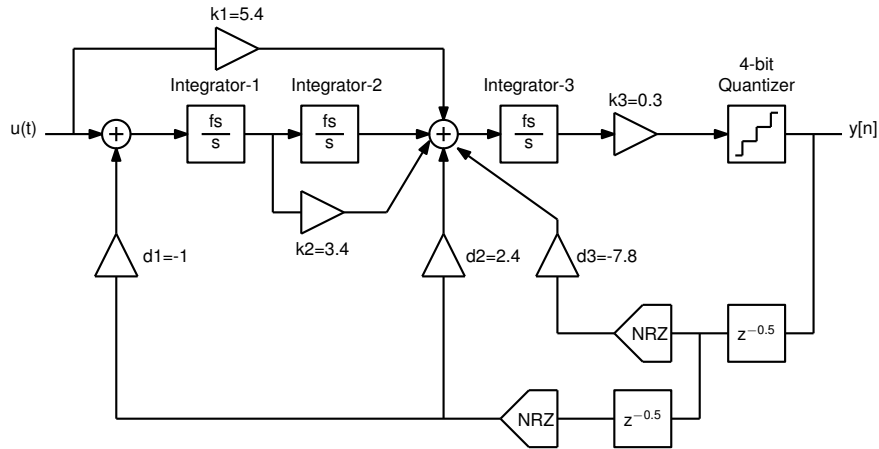 k1=5.4
4-bit
Quantizer
Integrator-1
Integrator-2
Integrator-3
k3=0.3
u(t)
+
fs
s
fs
s
+
fs
s
y[n]
k2=3.4
d1=-1
d2=2.4
d3=-7.8
NRZ
z−0.5
NRZ
z−0.5